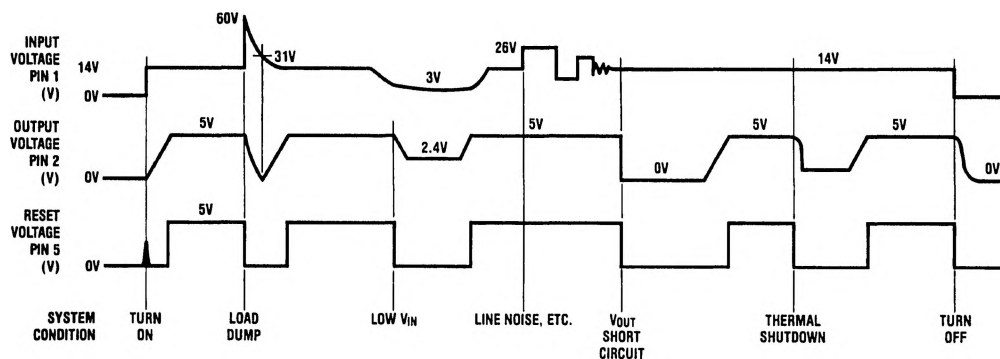 60V
INPUT
VOLTAGE
PIN 1
(V)
14V
0V
31V
3V
26V
14V
OUTPUT
VOLTAGE
PIN 2
(V)
0V
5V
2.4V
5V
0V
5V
5V
0V
RESET
VOLTAGE
PIN 5
(V)
0V
5V
SYSTEM
CONDITION
TURN
ON
LOAD
DUMP
LOW VIN
LINE NOISE, ETC.
VOUT
SHORT
CIRCUIT
THERMAL
SHUTDOWN
TURN
OFF